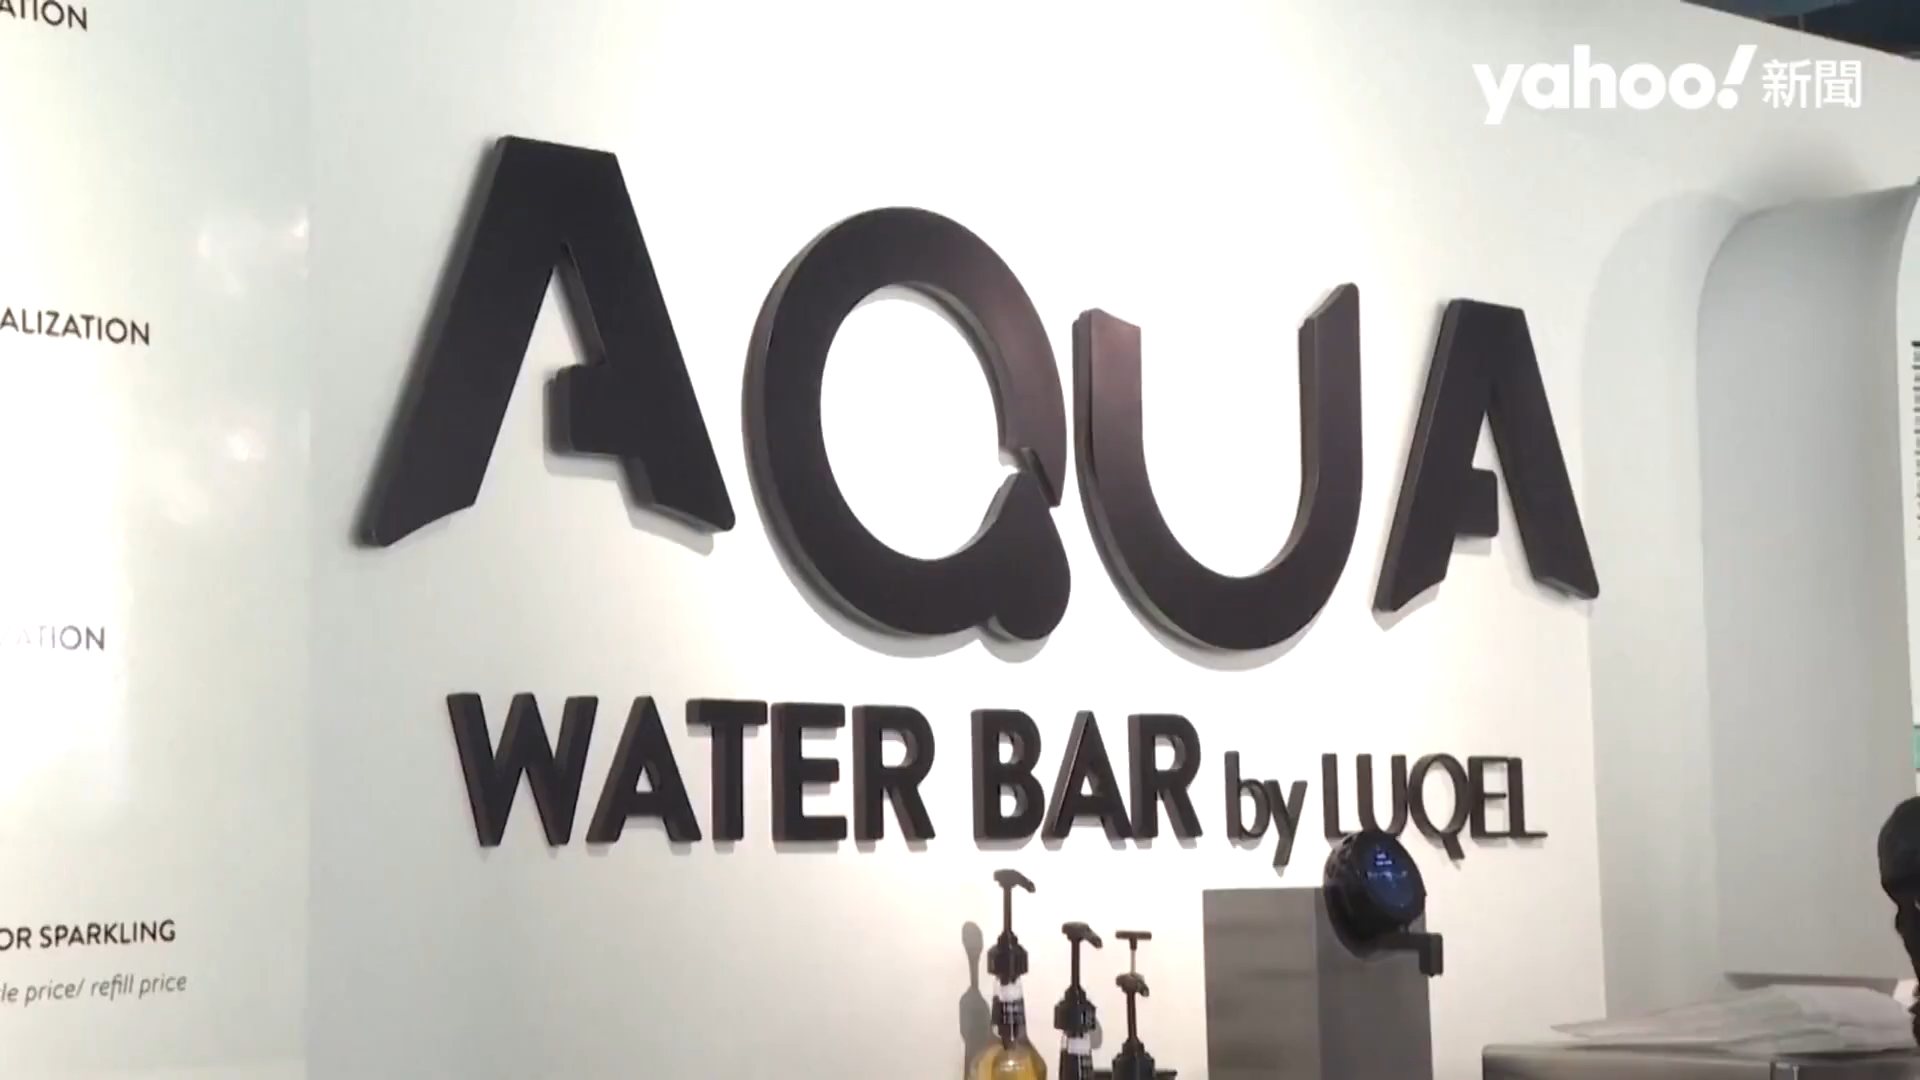 ATION
yahoo!新聞
AQUA
ALIZATION
ATION
WATER BAR by LUQEL
OR SPARKLING
le price/ refill price